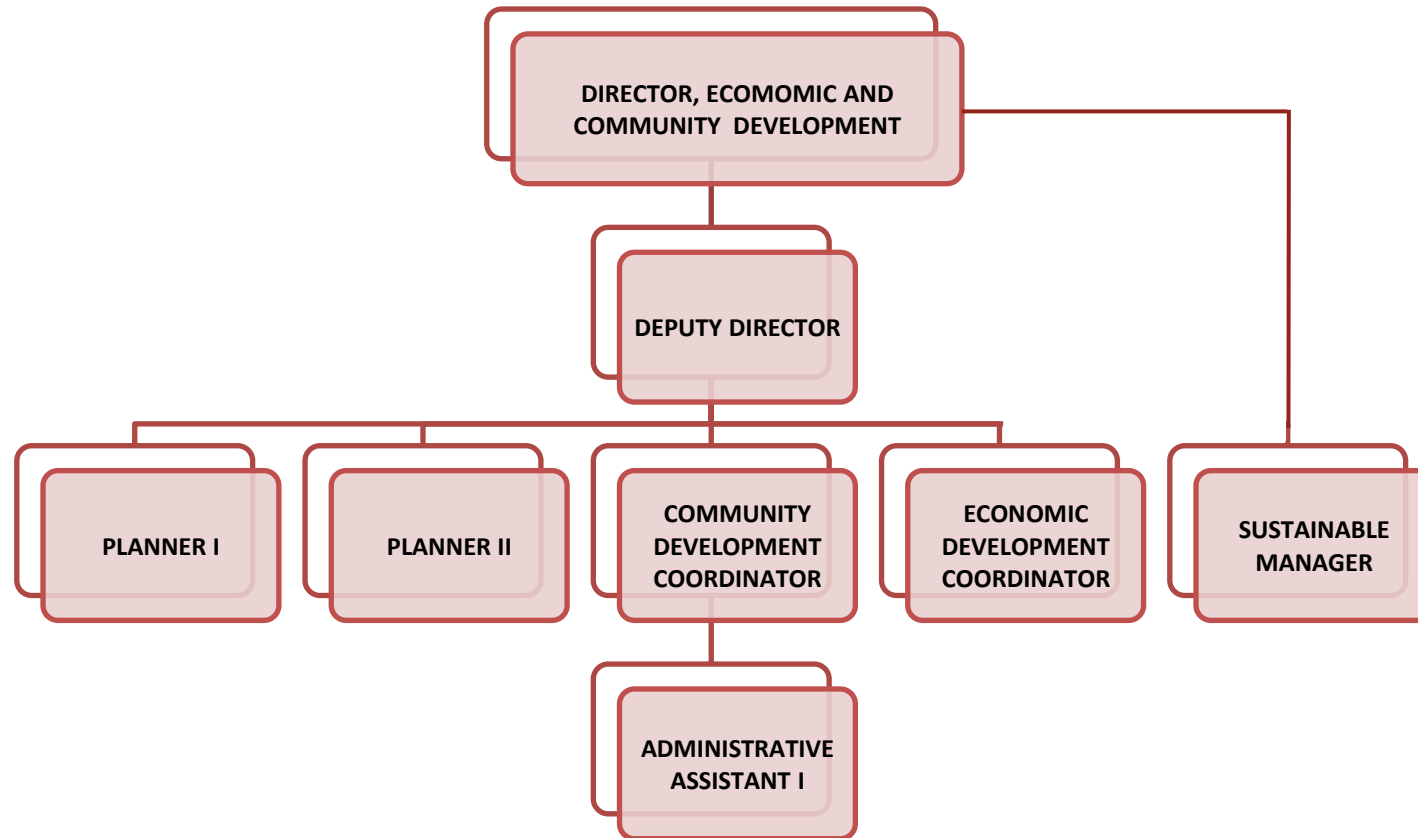 DIRECTOR, ECOMOMIC AND
COMMUNITY DEVELOPMENT
DEPUTY DIRECTOR
PLANNER I
PLANNER II
COMMUNITY
DEVELOPMENT
COORDINATOR
ECONOMIC
DEVELOPMENT
COORDINATOR
SUSTAINABLE
MANAGER
ADMINISTRATIVE
ASSISTANT I